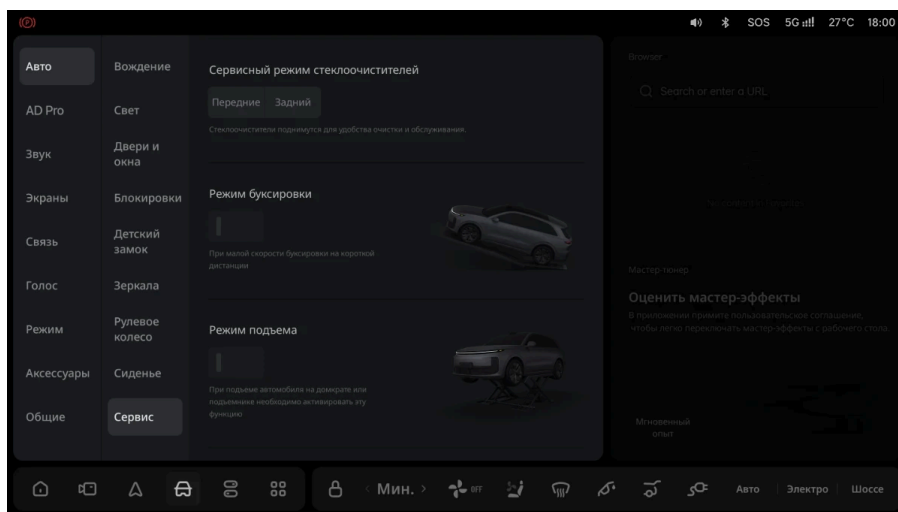 (P)
SOS 5G 27°C 18:00
Авто
AD Pro
Звук
Экраны
Связь
Голос
Режим
Аксессуары
Общие
Вождение
Свет
Двери и
окна
Блокировки
Детский
замок
Зеркала
Рулевое
колесо
Сиденье
Сервис
Сервисный режим стеклоочистителей
Передние Задний
Стеклоочистители поднимутся для удобства очистки и обслуживания.
Режим буксировки
При малой скорости буксировки на короткой
дистанции
Режим подъема
При подъеме автомобиля на домкрате или
подъемнике необходимо активировать эту
функцию
Browser
Search or enter a URL
Мастер-тюнер
Оценить мастер-эффекты
В приложении примите пользовательское соглашение,
чтобы легко переключать мастер-эффекты с рабочего стола.
Мгновенный
опыт
< Мин. > OFF Авто Электро Шоссе